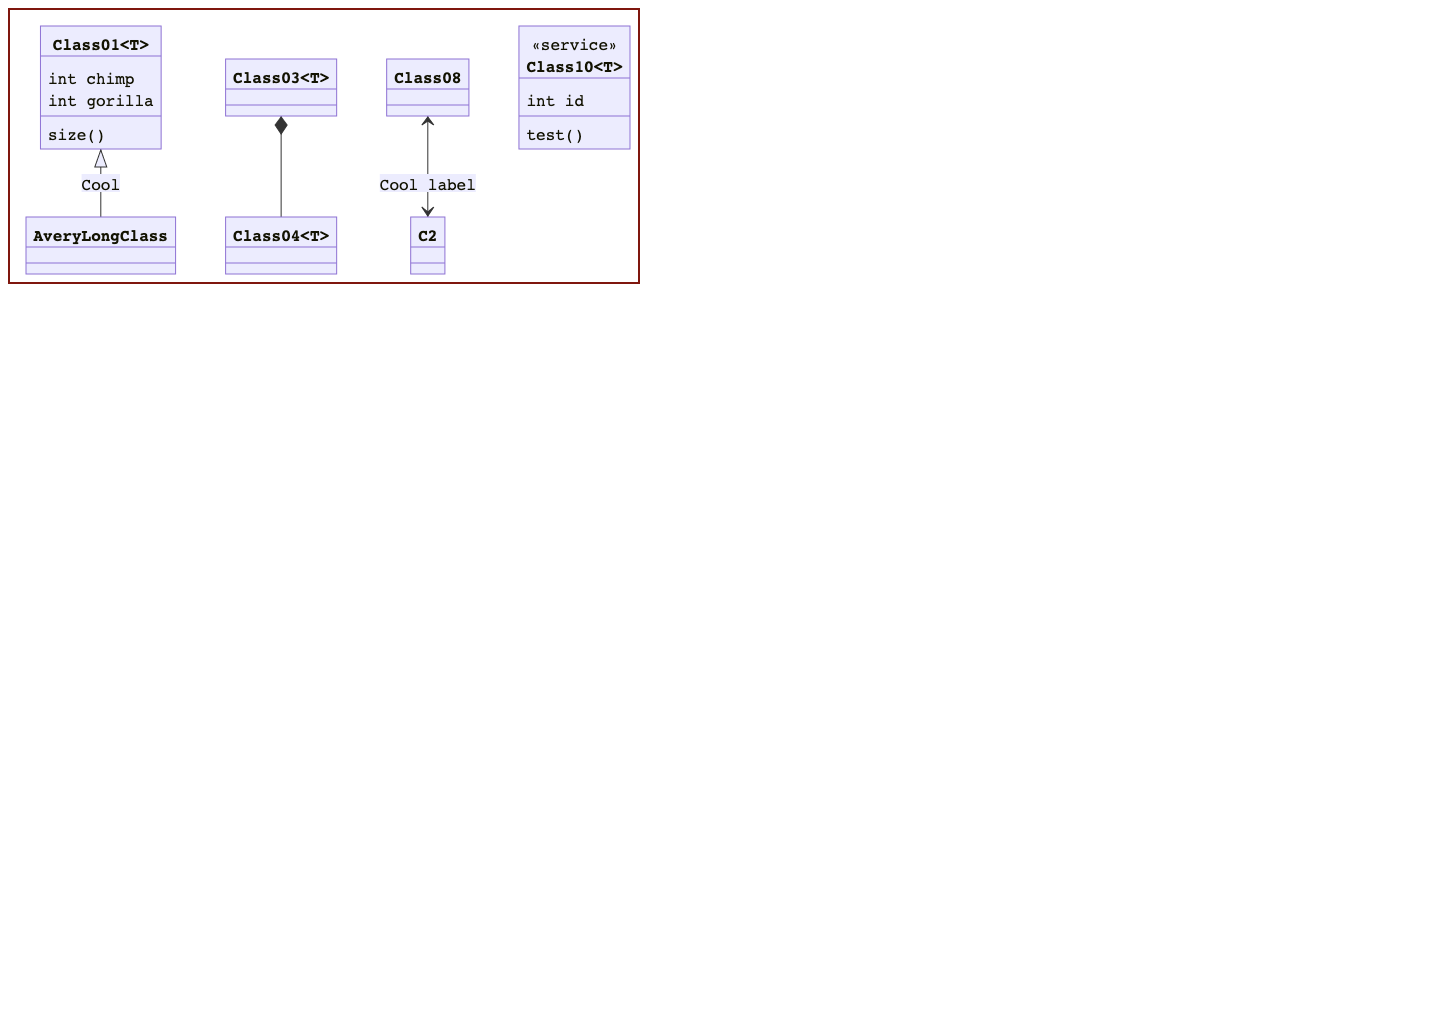 Class01<T>
int chimp
int gorilla
size()
Cool
AveryLongClass
Class03<T>
Class04<T>
Class08
Cool label
C2
«service»
Class10<T>
int id
test()